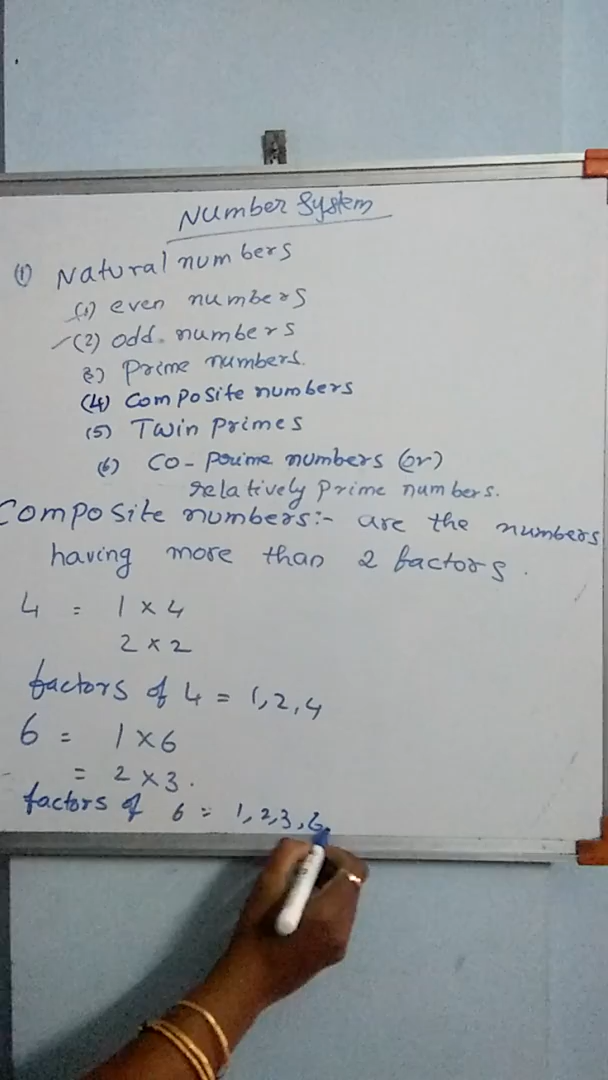 Number System
(1) Natural numbers
(1) even numbers
(2) odd numbers
3) Prime numbers.
(4) Composite numbers
(5) Twin Primes
(6) Co-prime numbers (or)
relatively prime numbers.
Composite numbers:- are the numbers
having more than 2 factors.
4 = 1 × 4
2 × 2
factors of 4 = 1, 2, 4
6 = 1 × 6
= 2 × 3.
factors of 6 = 1, 2, 3, 6